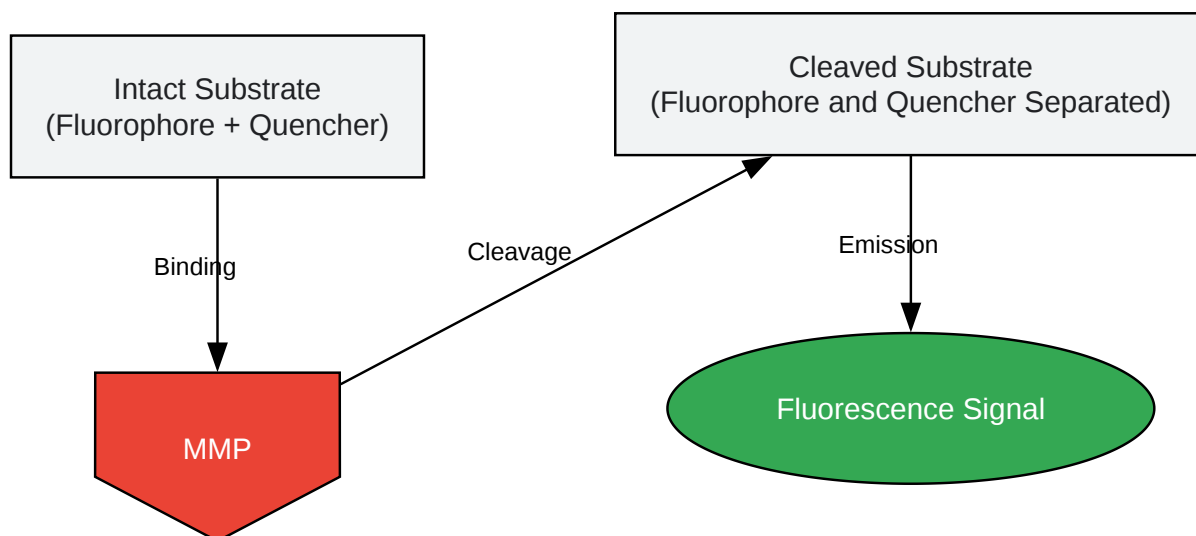 Intact Substrate
(Fluorophore + Quencher)
Binding
MMP
Cleavage
Cleaved Substrate
(Fluorophore and Quencher Separated)
Emission
Fluorescence Signal